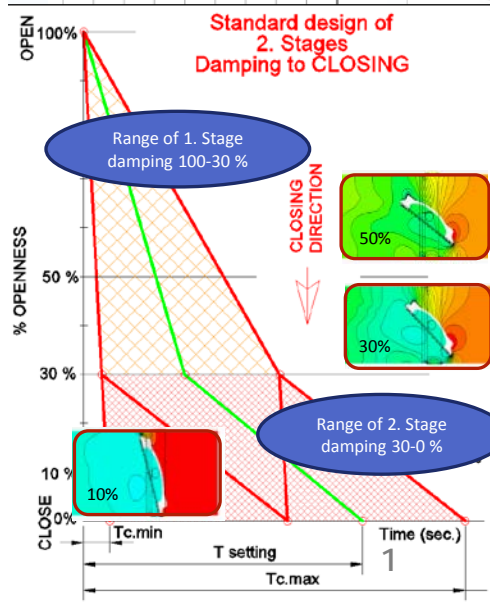 Standard design of
2. Stages
Damping to CLOSING
OPEN
100%
Range of 1. Stage
damping 100-30 %
CLOSING
DIRECTION
50%
50 %
% OPENNESS
30%
30 %
Range of 2. Stage
damping 30-0 %
10%
10 %
0%
CLOSE
Tc.min
Time (sec.)
T setting
1
Tc.max